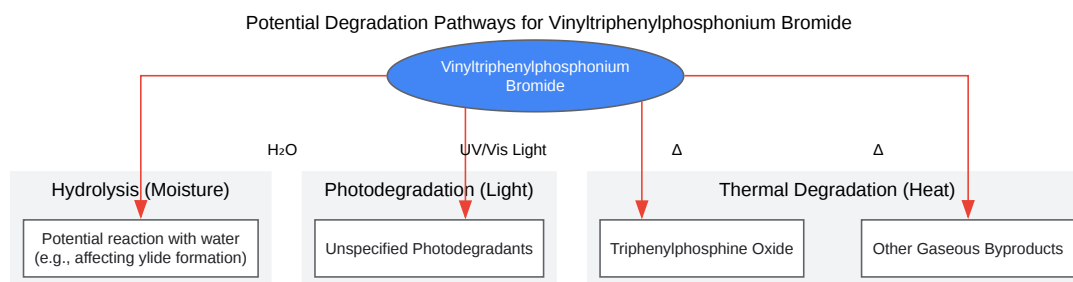 Potential Degradation Pathways for Vinyltriphenylphosphonium Bromide
Vinyltriphenylphosphonium
Bromide
H₂O
UV/Vis Light
Δ
Δ
Hydrolysis (Moisture)
Photodegradation (Light)
Thermal Degradation (Heat)
Potential reaction with water
(e.g., affecting ylide formation)
Unspecified Photodegradants
Triphenylphosphine Oxide
Other Gaseous Byproducts